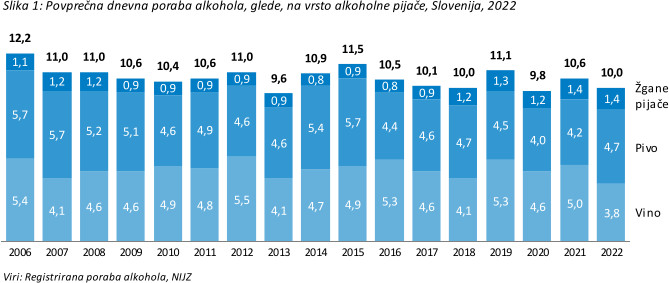 Slika 1: Povprečna dnevna poraba alkohola, glede, na vrsto alkoholne pijače, Slovenija, 2022
12,2 11,0 11,0 10,6 10,4 10,6 11,0 9,6 10,9 11,5 10,5 10,1 10,0 11,1 9,8 10,6 10,0
1,1 1,2 1,2 0,9 0,9 0,9 0,9 0,9 0,8 0,9 0,8 0,9 1,2 1,3 1,2 1,4 1,4 Žgane pijače
5,7 5,7 5,2 5,1 4,6 4,9 4,6 4,6 5,4 5,7 4,4 4,6 4,7 4,5 4,0 4,2 4,7 Pivo
5,4 4,1 4,6 4,6 4,9 4,8 5,5 4,1 4,7 4,9 5,3 4,6 4,1 5,3 4,6 5,0 3,8 Vino
2006 2007 2008 2009 2010 2011 2012 2013 2014 2015 2016 2017 2018 2019 2020 2021 2022
Viri: Registrirana poraba alkohola, NIJZ